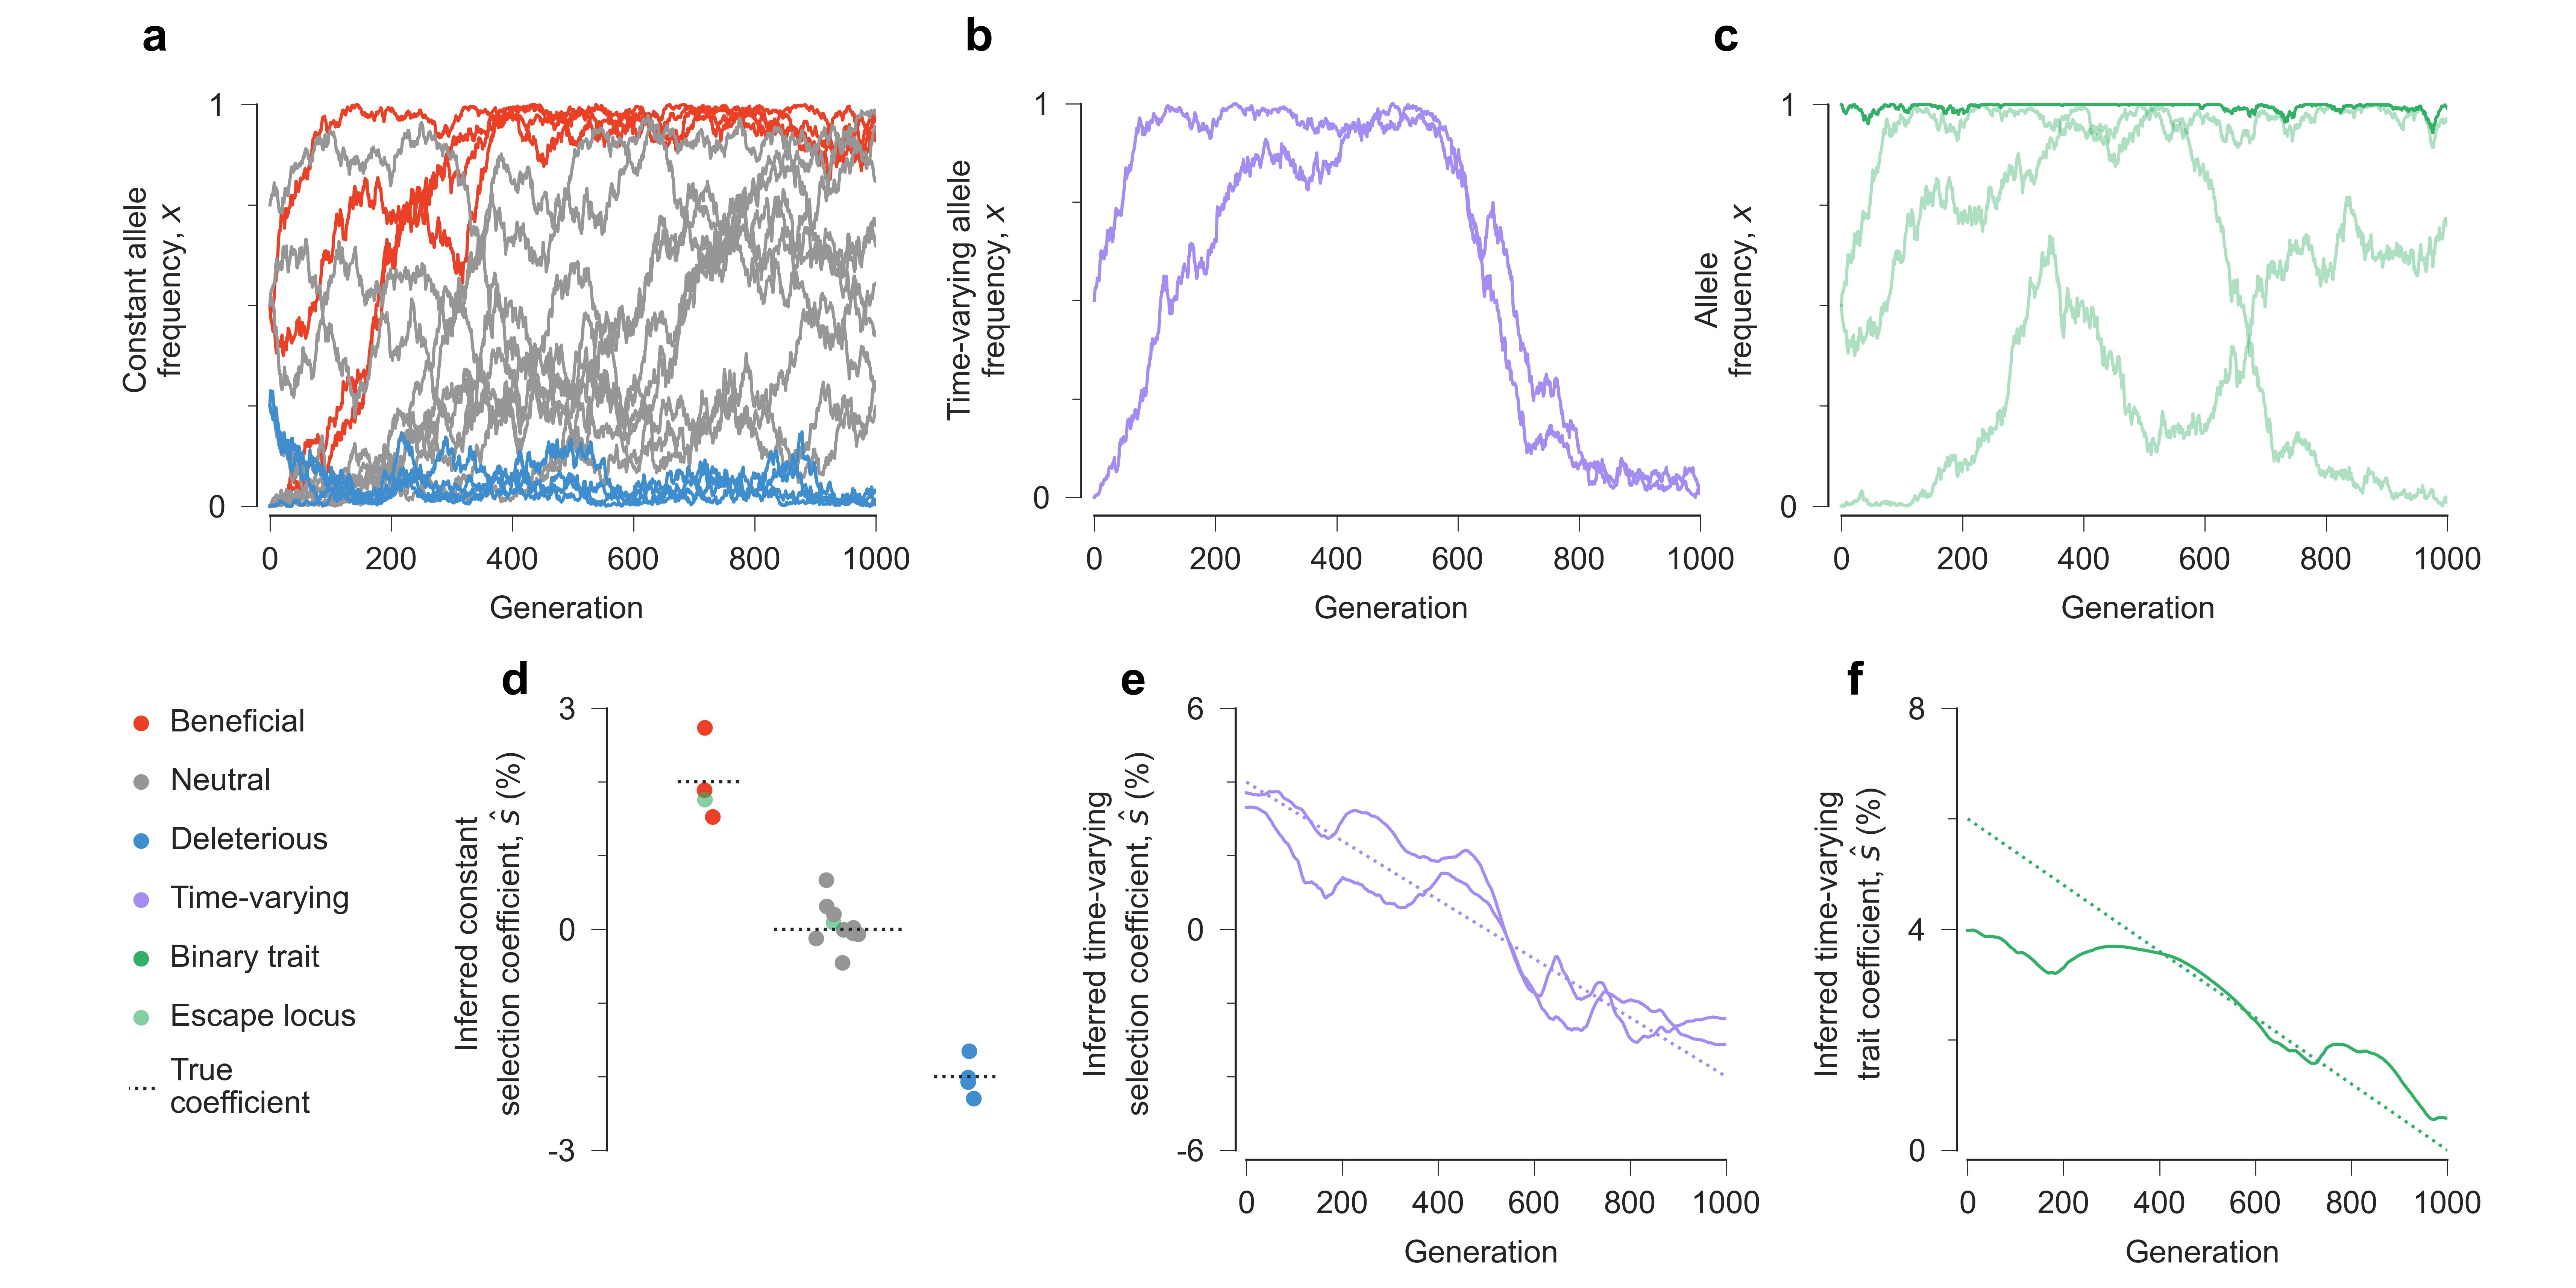 a
b
c
Constant allele
frequency, x
1
0
0 200 400 600 800 1000
Generation
Time-varying allele
frequency, x
1
0
0 200 400 600 800 1000
Generation
Allele
frequency, x
1
0
0 200 400 600 800 1000
Generation
Beneficial
Neutral
Deleterious
Time-varying
Binary trait
Escape locus
True
coefficient
d
Inferred constant
selection coefficient, ŝ (%)
3
0
-3
e
Inferred time-varying
selection coefficient, ŝ (%)
6
0
-6
0 200 400 600 800 1000
Generation
f
Inferred time-varying
trait coefficient, ŝ (%)
8
4
0
0 200 400 600 800 1000
Generation